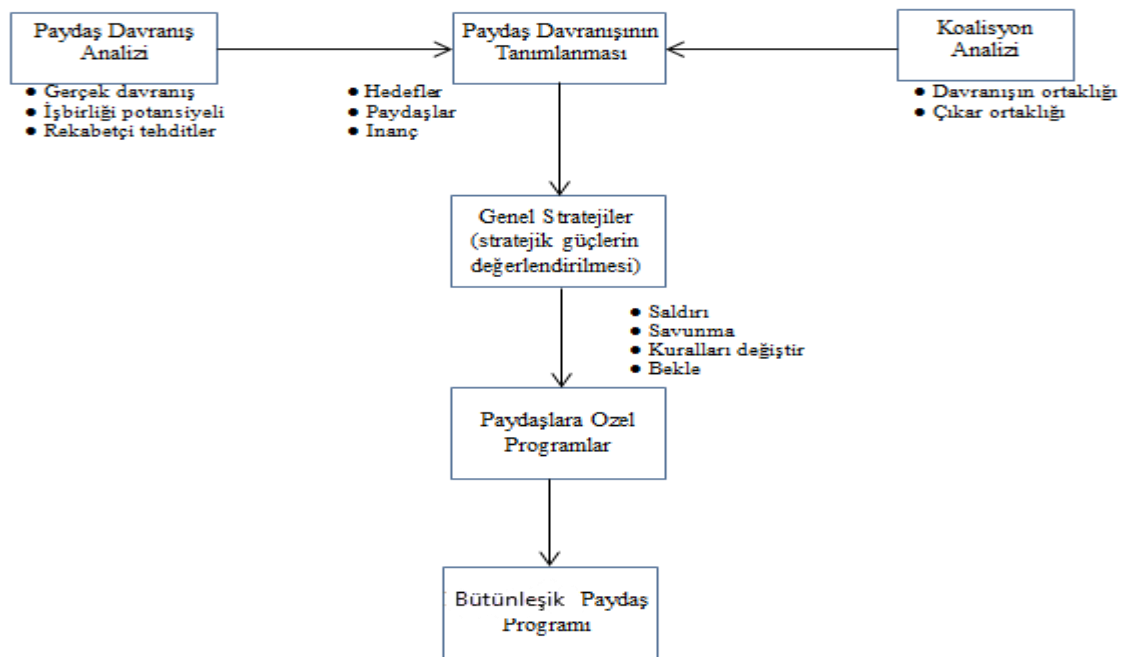 Paydaş Davranış
Analizi
Paydaş Davranışının
Tanımlanması
Koalisyon
Analizi
● Gerçek davranış
● İşbirliği potansiyeli
● Rekabetçi tehditler
● Hedefler
● Paydaşlar
● Inanç
● Davranışın ortaklığı
● Çıkar ortaklığı
Genel Stratejiler
(stratejik güçlerin
değerlendirilmesi)
● Saldırı
● Savunma
● Kuralları değiştir
● Bekle
Paydaşlara Ozel
Programlar
Bütünleşik Paydaş
Programı